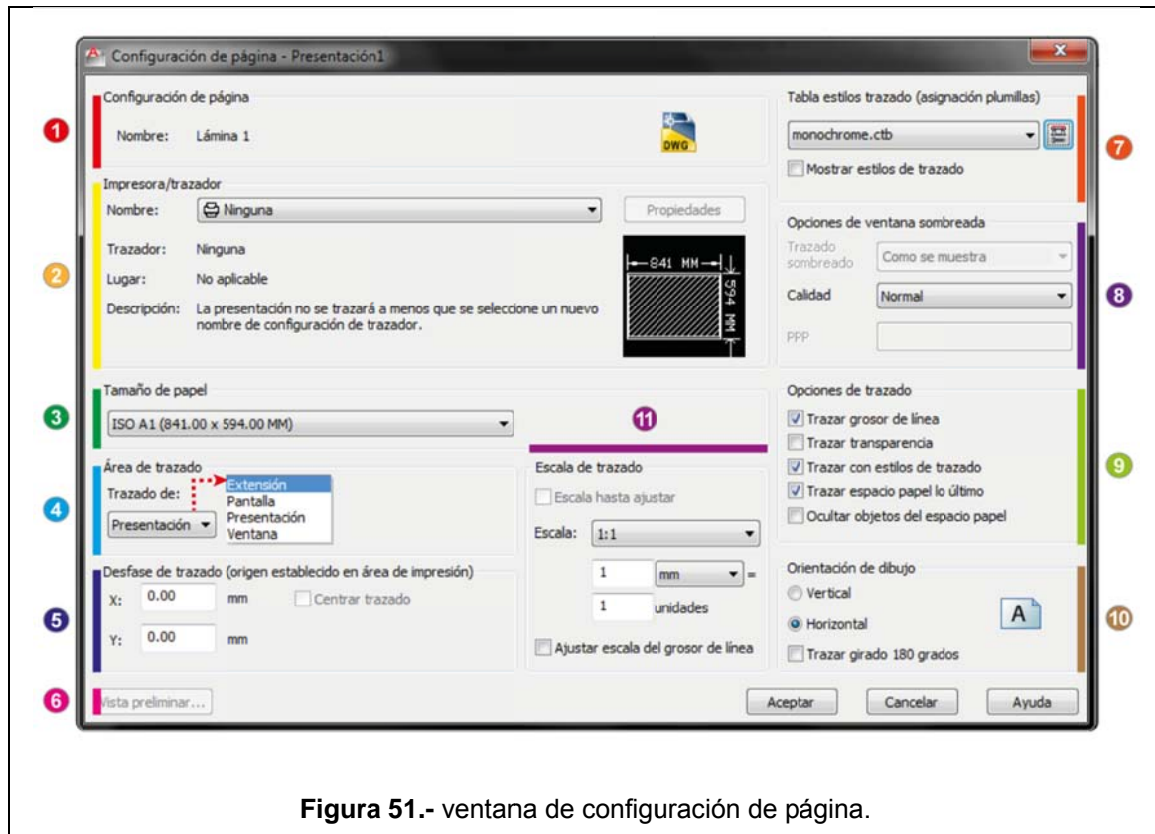 Configuración de página - Presentación1
Configuración de página
1
Nombre: Lámina 1
DWG
Impresora/trazador
Nombre: Ninguna
Propiedades
2
Trazador: Ninguna
Lugar: No aplicable
Descripción: La presentación no se trazará a menos que se seleccione un nuevo
nombre de configuración de trazador.
841 MM
594 MM
Tamaño de papel
3
ISO A1 (841.00 x 594.00 MM)
11
Área de trazado
4
Trazado de:
Presentación
Extensión
Pantalla
Presentación
Ventana
Desfase de trazado (origen establecido en área de impresión)
5
X: 0.00 mm
Centrar trazado
Y: 0.00 mm
Escala de trazado
Escala hasta ajustar
Escala: 1:1
1 mm =
1 unidades
Ajustar escala del grosor de línea
6
Vista preliminar...
Tabla estilos trazado (asignación plumillas)
monochrome.ctb
7
Mostrar estilos de trazado
Opciones de ventana sombreada
Trazado
sombreado
Como se muestra
Calidad Normal
8
PPP
Opciones de trazado
Trazar grosor de línea
Trazar transparencia
Trazar con estilos de trazado
9
Trazar espacio papel lo último
Ocultar objetos del espacio papel
Orientación de dibujo
Vertical
Horizontal
A
10
Trazar girado 180 grados
Aceptar
Cancelar
Ayuda
Figura 51.- ventana de configuración de página.